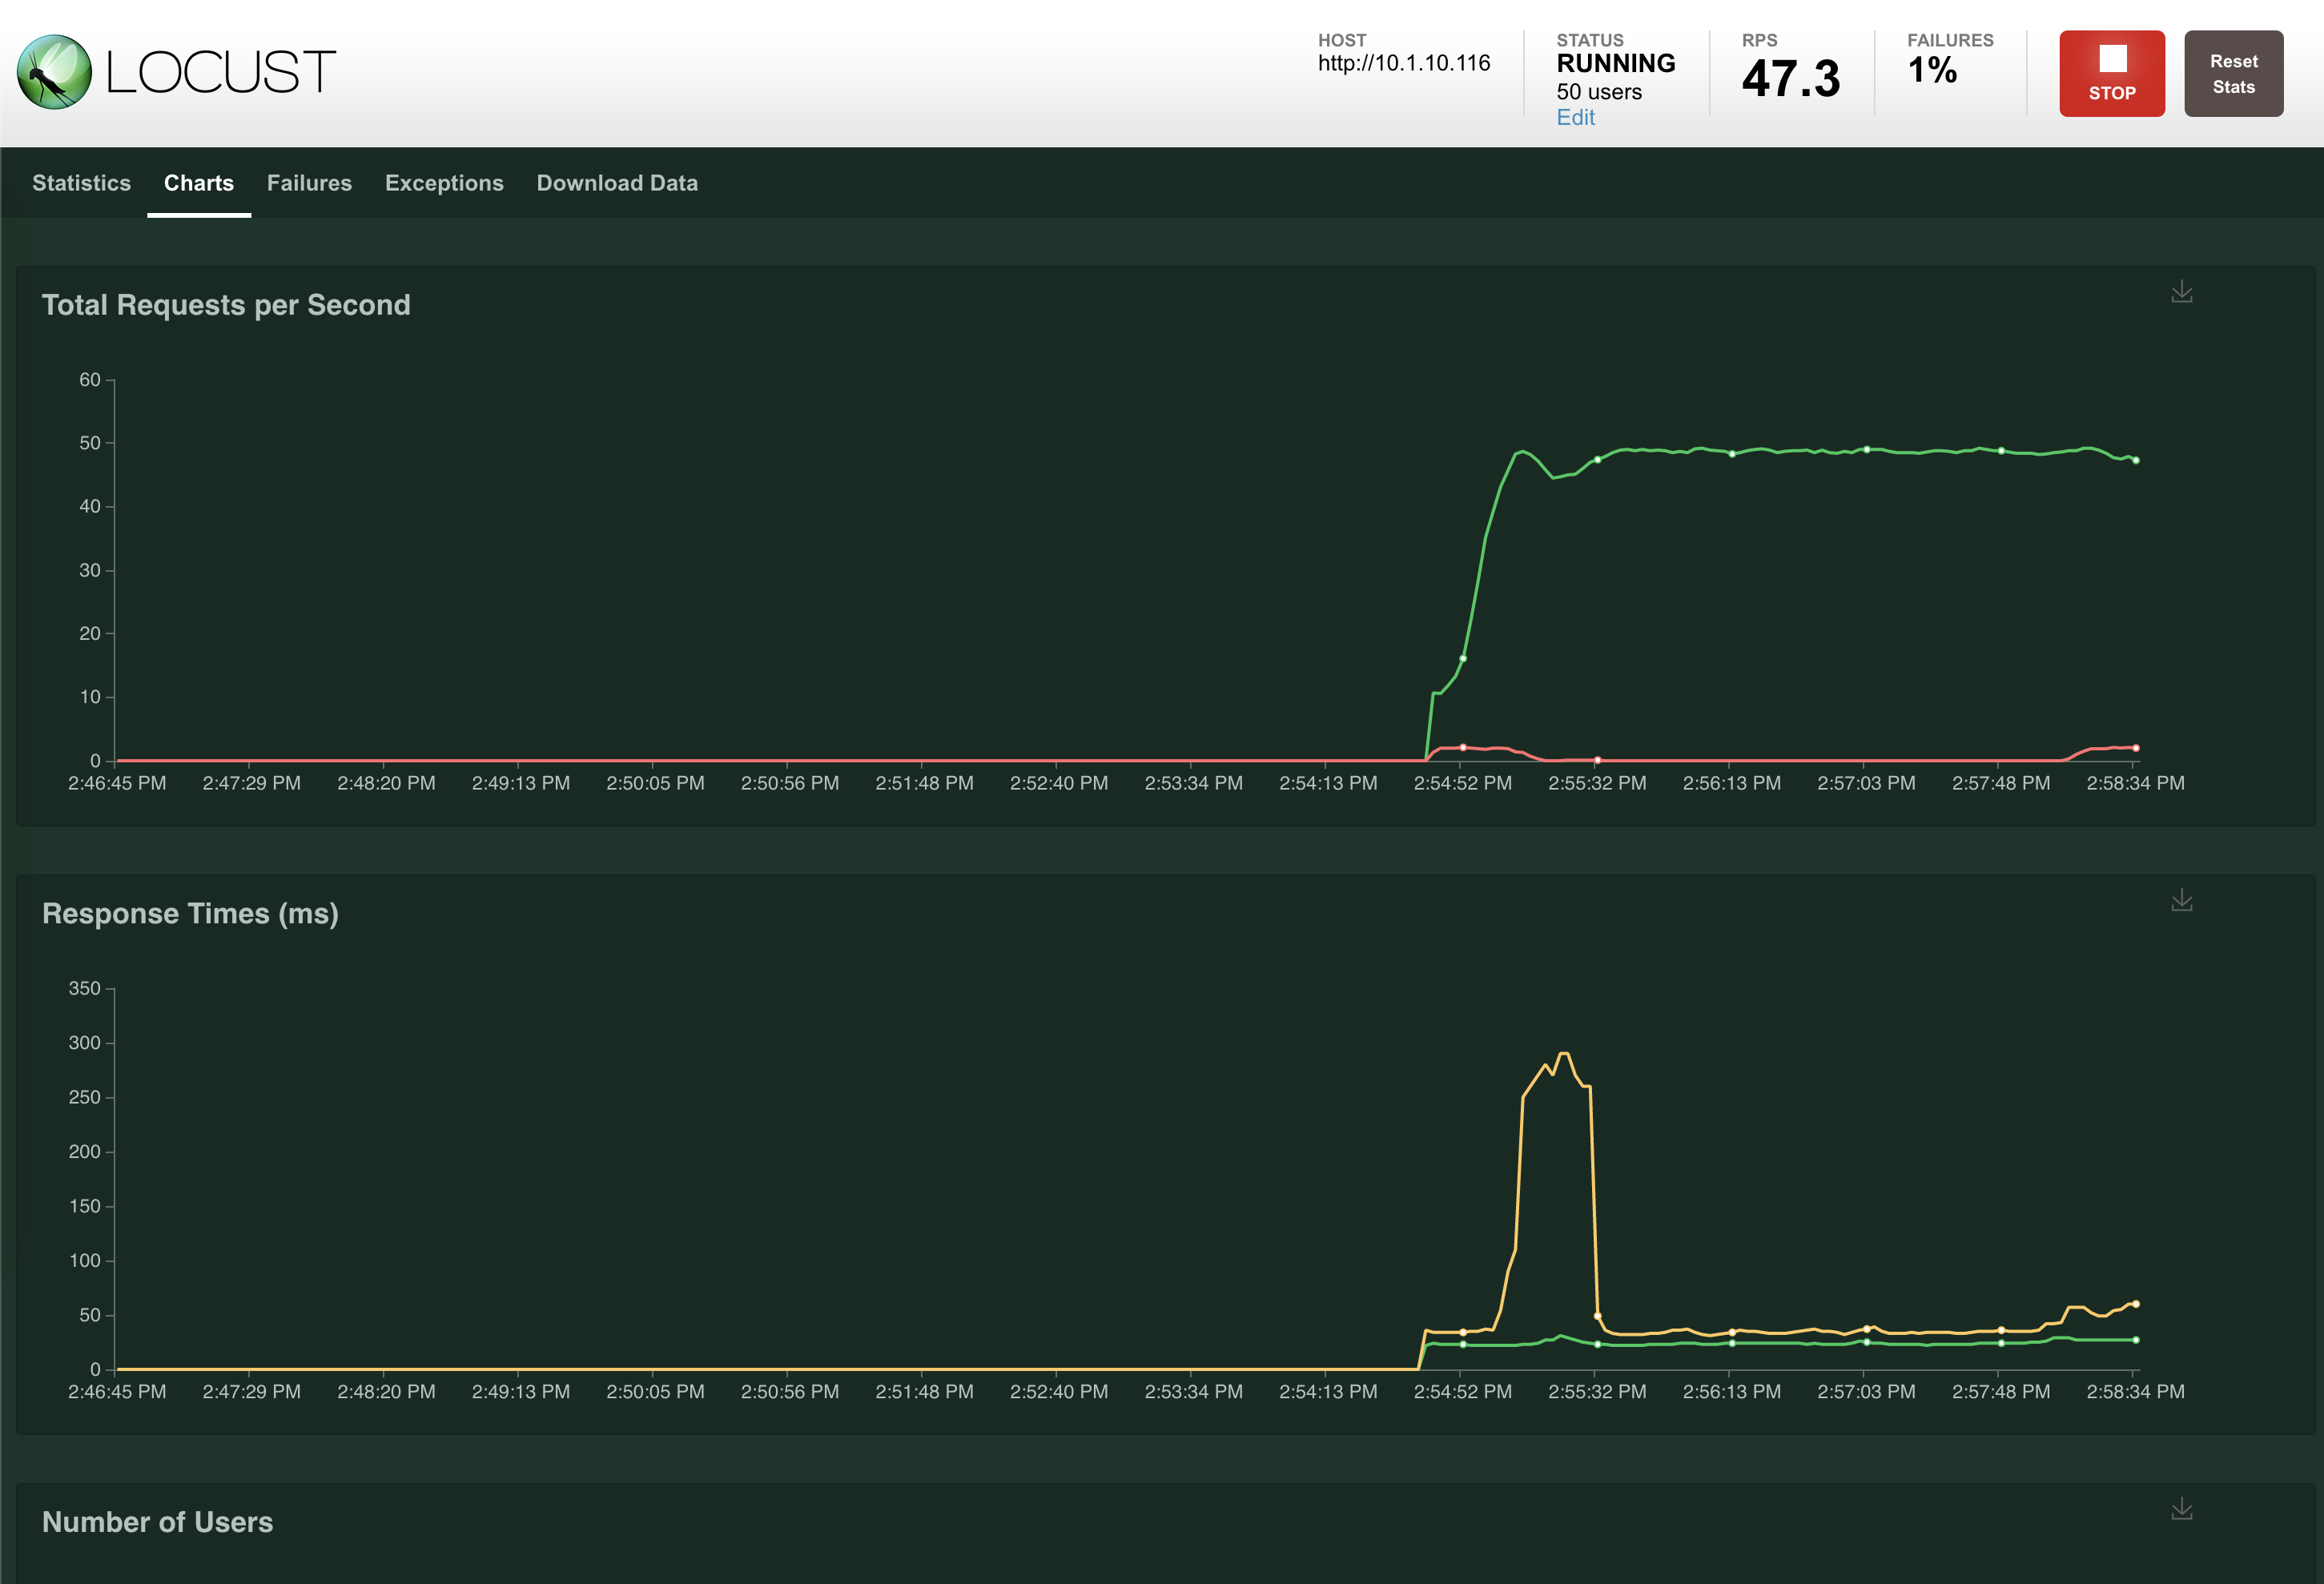 LOCUST
HOST
http://10.1.10.116
STATUS
RUNNING
50 users
Edit
RPS
47.3
FAILURES
1%
STOP
Reset
Stats
Statistics Charts Failures Exceptions Download Data
Total Requests per Second
60
50
40
30
20
10
0
2:46:45 PM 2:47:29 PM 2:48:20 PM 2:49:13 PM 2:50:05 PM 2:50:56 PM 2:51:48 PM 2:52:40 PM 2:53:34 PM 2:54:13 PM 2:54:52 PM 2:55:32 PM 2:56:13 PM 2:57:03 PM 2:57:48 PM 2:58:34 PM
Response Times (ms)
350
300
250
200
150
100
50
0
2:46:45 PM 2:47:29 PM 2:48:20 PM 2:49:13 PM 2:50:05 PM 2:50:56 PM 2:51:48 PM 2:52:40 PM 2:53:34 PM 2:54:13 PM 2:54:52 PM 2:55:32 PM 2:56:13 PM 2:57:03 PM 2:57:48 PM 2:58:34 PM
Number of Users